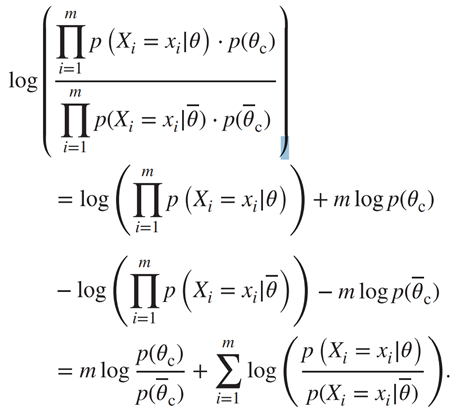 log ( ∏_{i=1}^{m} p (X_i = x_i|θ) · p(θ_c) / ∏_{i=1}^{m} p(X_i = x_i|θ̅) · p(θ̅_c) )
= log ( ∏_{i=1}^{m} p (X_i = x_i|θ) ) + m log p(θ_c)
− log ( ∏_{i=1}^{m} p (X_i = x_i|θ̅) ) − m log p(θ̅_c)
= m log p(θ_c) / p(θ̅_c) + ∑_{i=1}^{m} log ( p (X_i = x_i|θ) / p(X_i = x_i|θ̅) ).